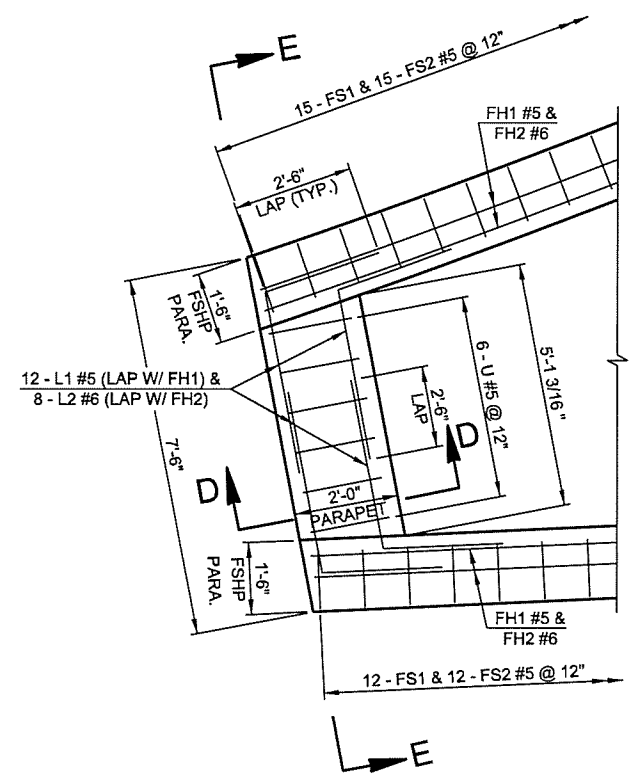 E
15 - FS1 & 15 - FS2 #5 @ 12"
FH1 #5 &
FH2 #6
2'-6"
LAP (TYP.)
1'-6"
FSHP
PARA.
12 - L1 #5 (LAP W/ FH1) &
8 - L2 #6 (LAP W/ FH2)
7'-6"
2'-6"
LAP
6 - U #5 @ 12"
5'-1 3/16"
D
D
2'-0"
PARAPET
1'-6"
FSHP
PARA.
FH1 #5 &
FH2 #6
12 - FS1 & 12 - FS2 #5 @ 12"
E